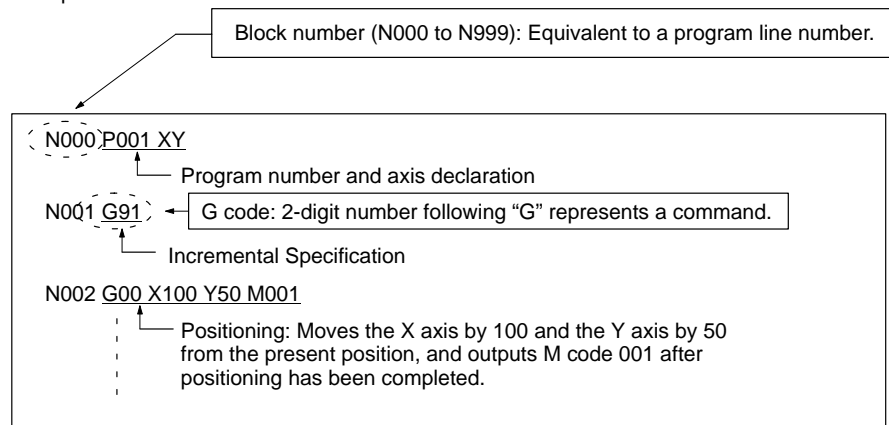 Block number (N000 to N999): Equivalent to a program line number.
N000 P001 XY
Program number and axis declaration
N001 G91
G code: 2-digit number following “G” represents a command.
Incremental Specification
N002 G00 X100 Y50 M001
Positioning: Moves the X axis by 100 and the Y axis by 50
from the present position, and outputs M code 001 after
positioning has been completed.